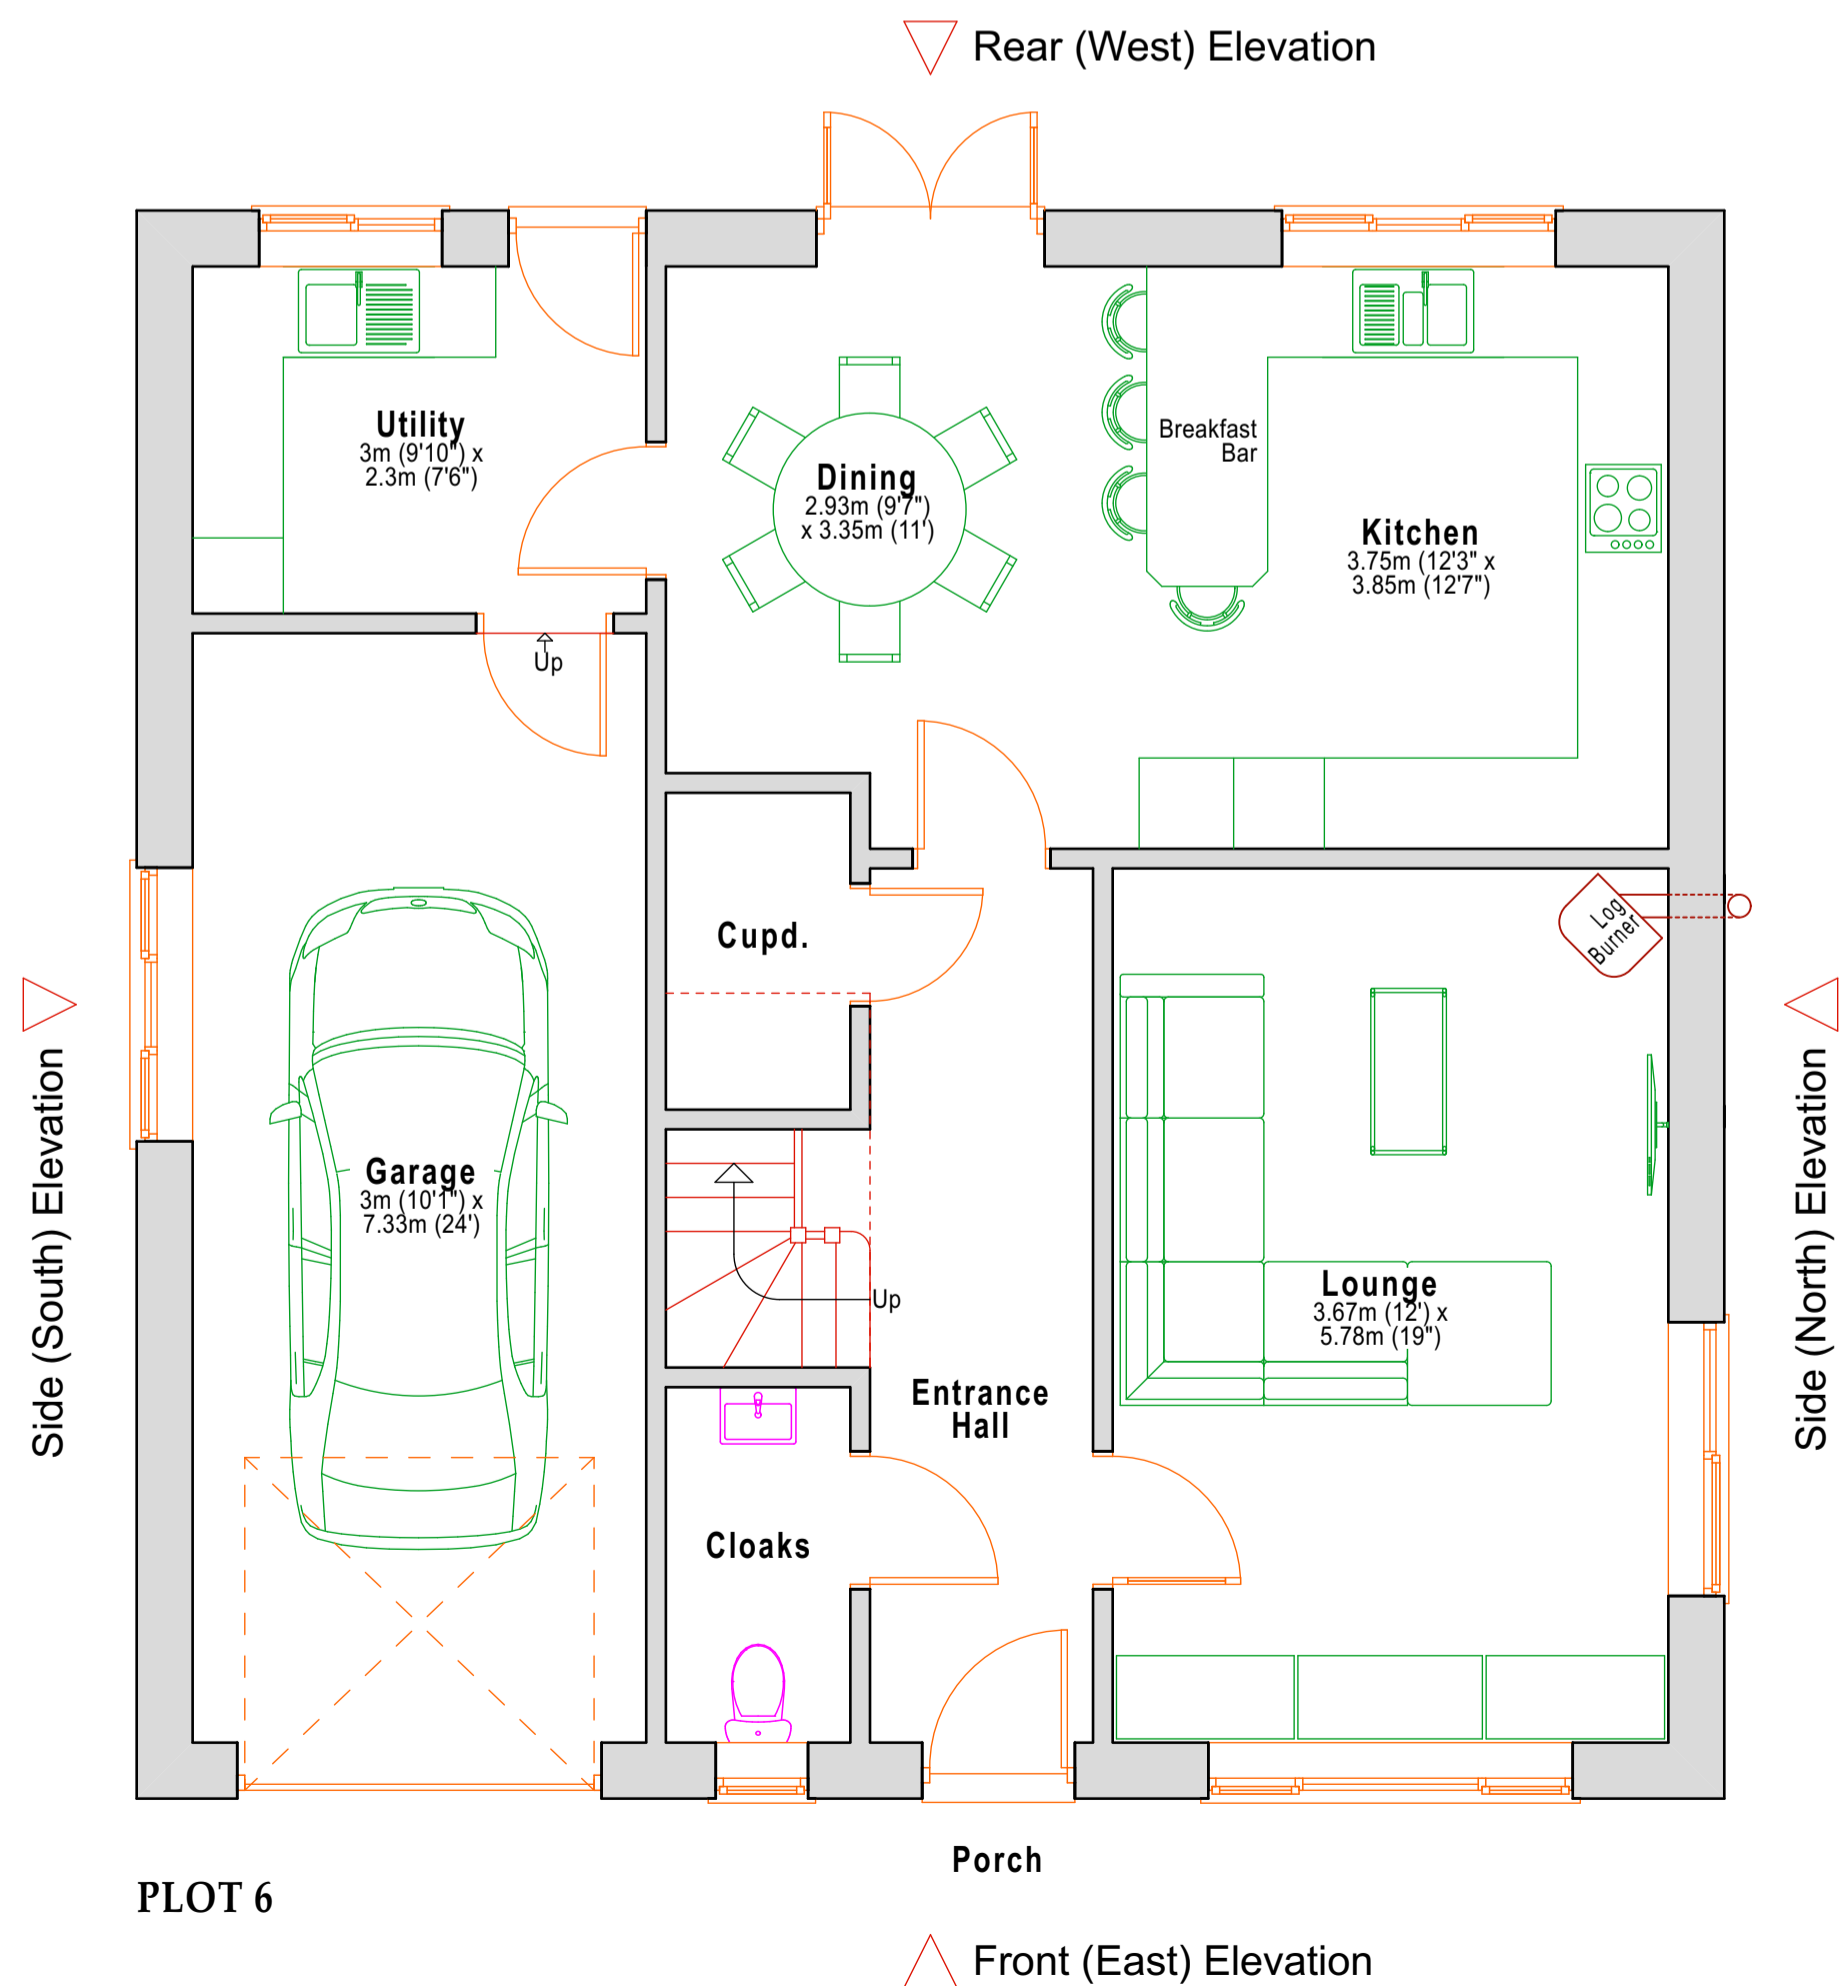 Rear (West) Elevation
Utility
3m (9'10") x
2.3m (7'6")
Dining
2.93m (9'7")
x 3.35m (11')
Breakfast
Bar
Kitchen
3.75m (12'3" x
3.85m (12'7")
Up
Cupd.
Log
Burner
Side (South) Elevation
Side (North) Elevation
Garage
3m (10'1") x
7.33m (24')
Up
Lounge
3.67m (12') x
5.78m (19")
Entrance
Hall
Cloaks
Porch
PLOT 6
Front (East) Elevation